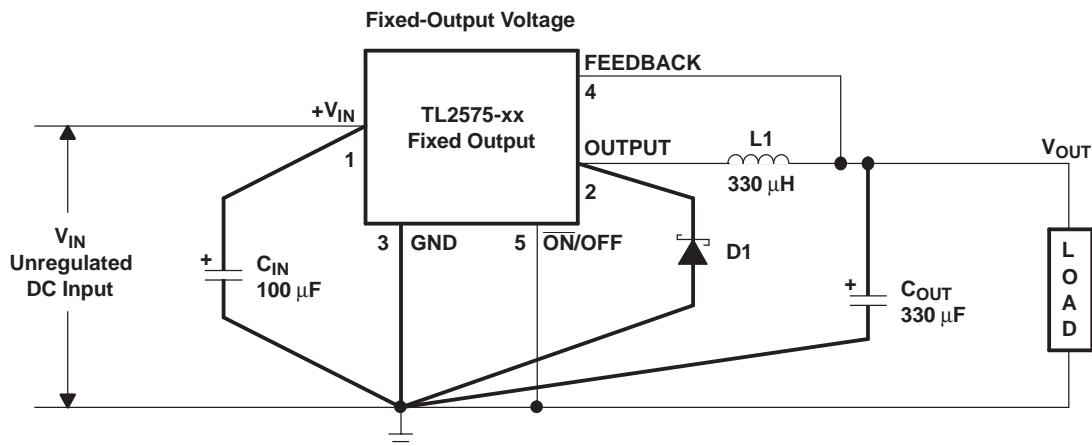 Fixed-Output Voltage
FEEDBACK
4
+VIN
TL2575-xx
Fixed Output
1
OUTPUT
2
L1
330 µH
VOUT
3
GND
5
ON/OFF
VIN
Unregulated
DC Input
+
CIN
100 µF
D1
+
COUT
330 µF
L
O
A
D